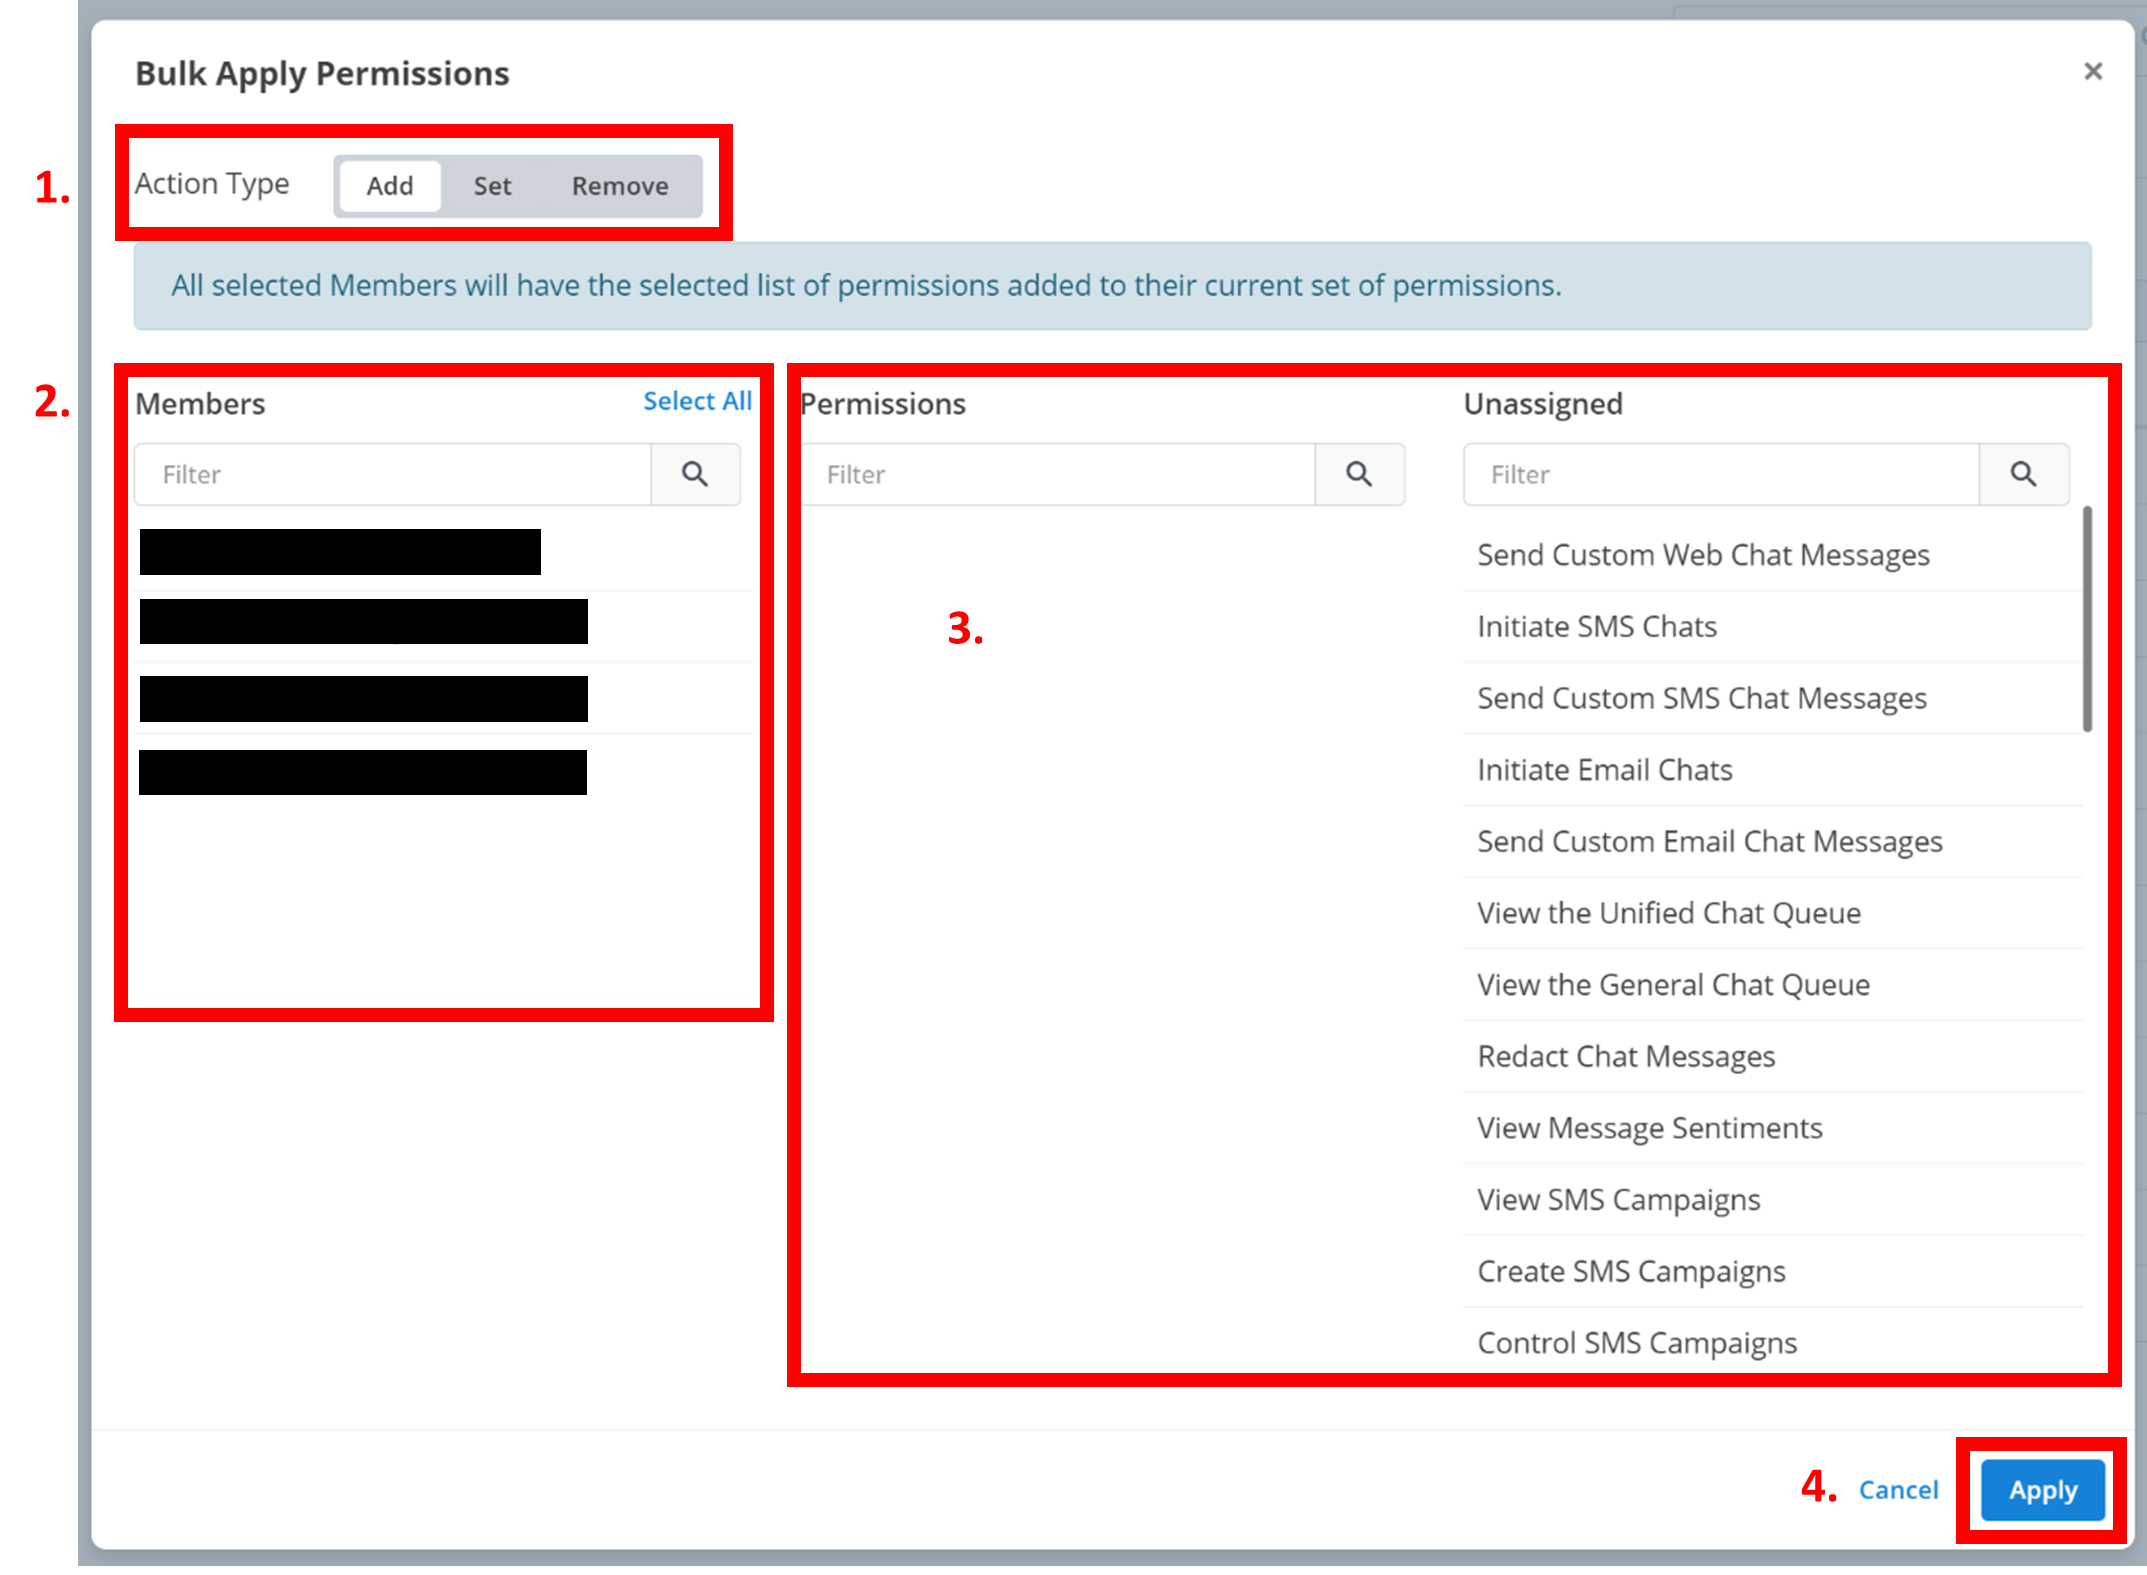 Bulk Apply Permissions
×
1.
Action Type Add Set Remove
All selected Members will have the selected list of permissions added to their current set of permissions.
2.
Members Select All
Filter
Permissions
Filter
3.
Unassigned
Filter
Send Custom Web Chat Messages
Initiate SMS Chats
Send Custom SMS Chat Messages
Initiate Email Chats
Send Custom Email Chat Messages
View the Unified Chat Queue
View the General Chat Queue
Redact Chat Messages
View Message Sentiments
View SMS Campaigns
Create SMS Campaigns
Control SMS Campaigns
4. Cancel Apply